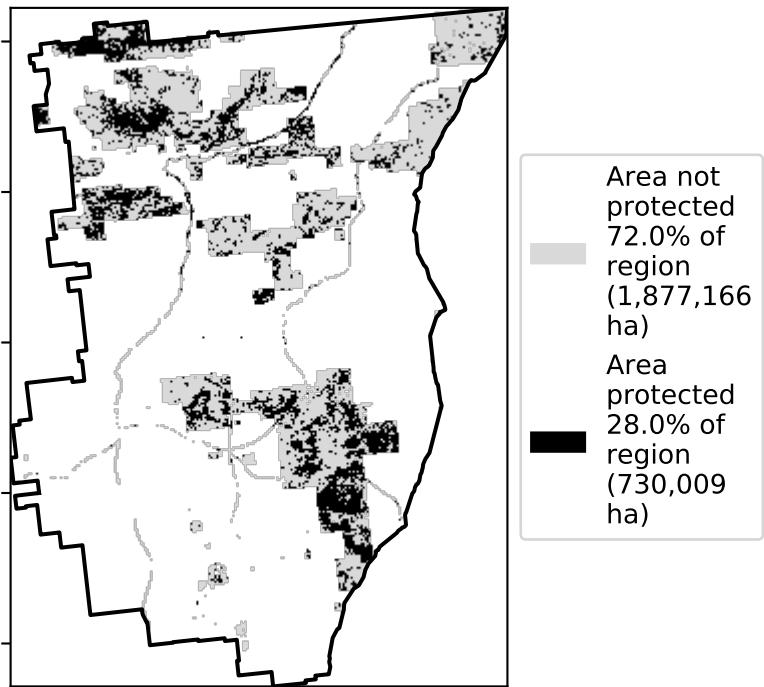 Area not
protected
72.0% of
region
(1,877,166
ha)
Area
protected
28.0% of
region
(730,009
ha)